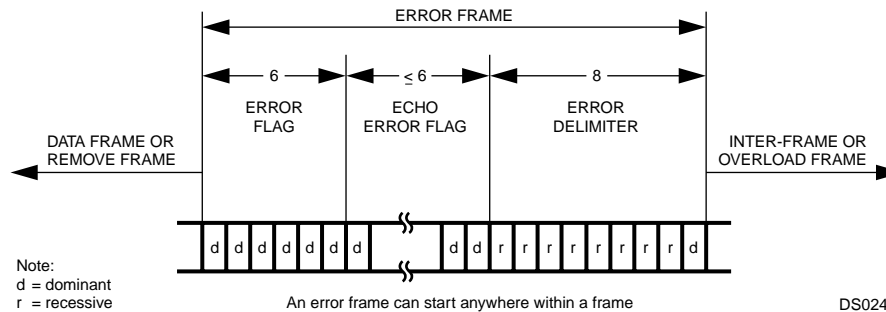 ERROR FRAME
6
≤ 6
8
ERROR
FLAG
ECHO
ERROR FLAG
ERROR
DELIMITER
DATA FRAME OR
REMOVE FRAME
INTER-FRAME OR
OVERLOAD FRAME
d d d d d d d d d r r r r r r r d
Note:
d = dominant
r = recessive
An error frame can start anywhere within a frame
DS024